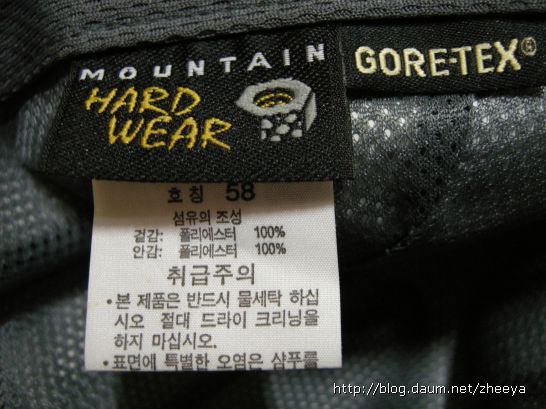 MOUNTAIN
HARD
WEAR
GORE-TEX®
호칭 58
섬유의 조성
겉감: 폴리에스터 100%
안감: 폴리에스터 100%
취급주의
• 본 제품은 반드시 물세탁 하십
시오 절대 드라이 크리닝을
하지 마십시오.
• 표면에 특별한 오염은 샴푸를
http://blog.daum.net/zheeya